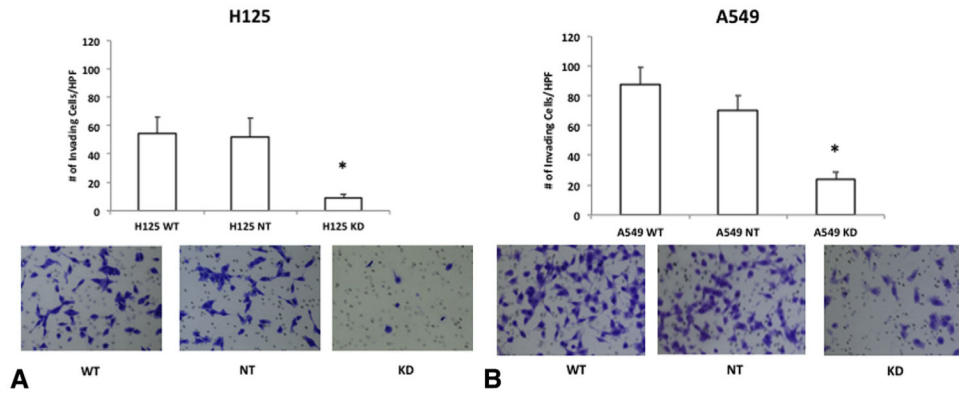 H125
# of Invading Cells/HPF
120
100
80
60
40
20
0
*
H125 WT H125 NT H125 KD
WT NT KD
A
A549
# of Invading Cells/HPF
120
100
80
60
40
20
0
*
A549 WT A549 NT A549 KD
WT NT KD
B